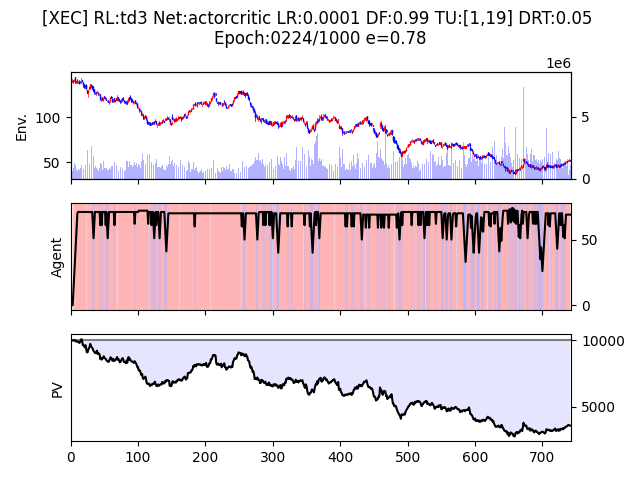 [XEC] RL:td3 Net:actorcritic LR:0.0001 DF:0.99 TU:[1,19] DRT:0.05
Epoch:0224/1000 e=0.78
1e6
Env.
100
50
5
0
Agent
50
0
PV
10000
5000
0 100 200 300 400 500 600 700